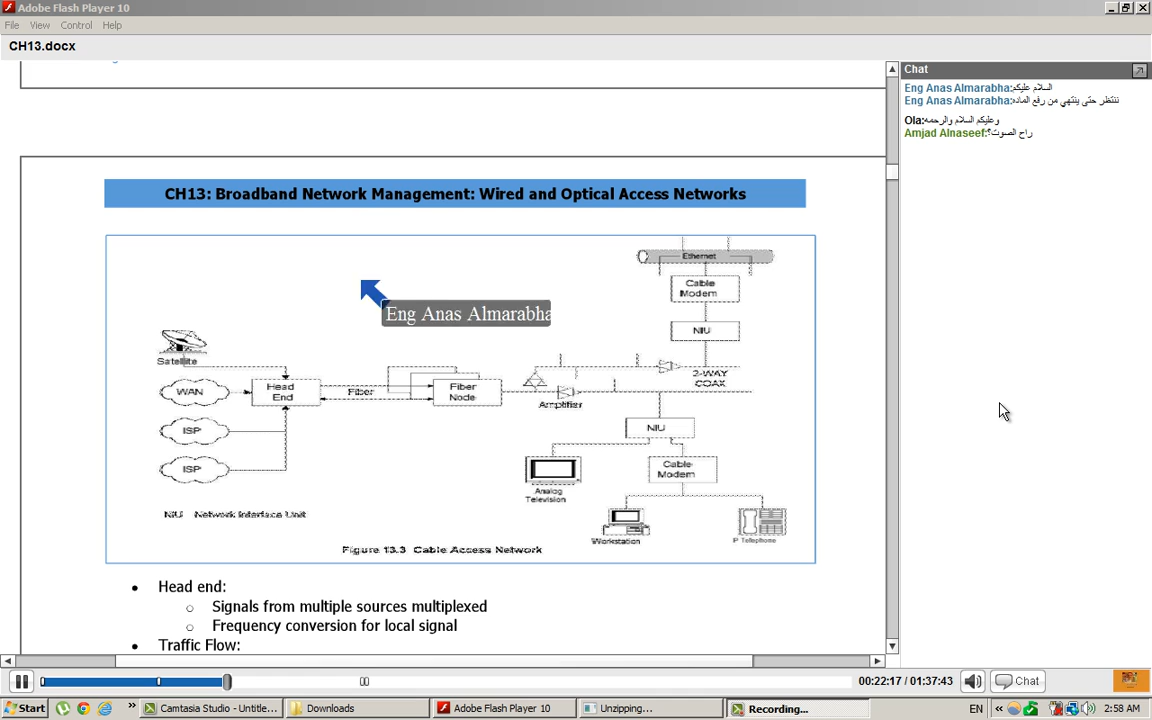 Adobe Flash Player 10
File View Control Help
CH13.docx
Chat
Eng Anas Almarabha:السلام عليكم
Eng Anas Almarabha:ننتظر حتى ينتهي من رفع الماده
Ola:وعليكم السلام والرحمه
Amjad Alnaseef:راح الصوت؟
CH13: Broadband Network Management: Wired and Optical Access Networks
Ethernet
Cable
Modem
Eng Anas Almarabha
NIU
Satellite
2-WAY
COAX
WAN
Head
End
Fiber
Fiber
Node
Amplifier
ISP
NIU
ISP
Cable
Modem
Analog
Television
NIU Network Interface Unit
Workstation
IP Telephone
Figure 13.3 Cable Access Network
• Head end:
○ Signals from multiple sources multiplexed
○ Frequency conversion for local signal
• Traffic Flow:
00:22:17 / 01:37:43
Chat
Start
Camtasia Studio - Untitle...
Downloads
Adobe Flash Player 10
Unzipping...
Recording...
EN
2:58 AM